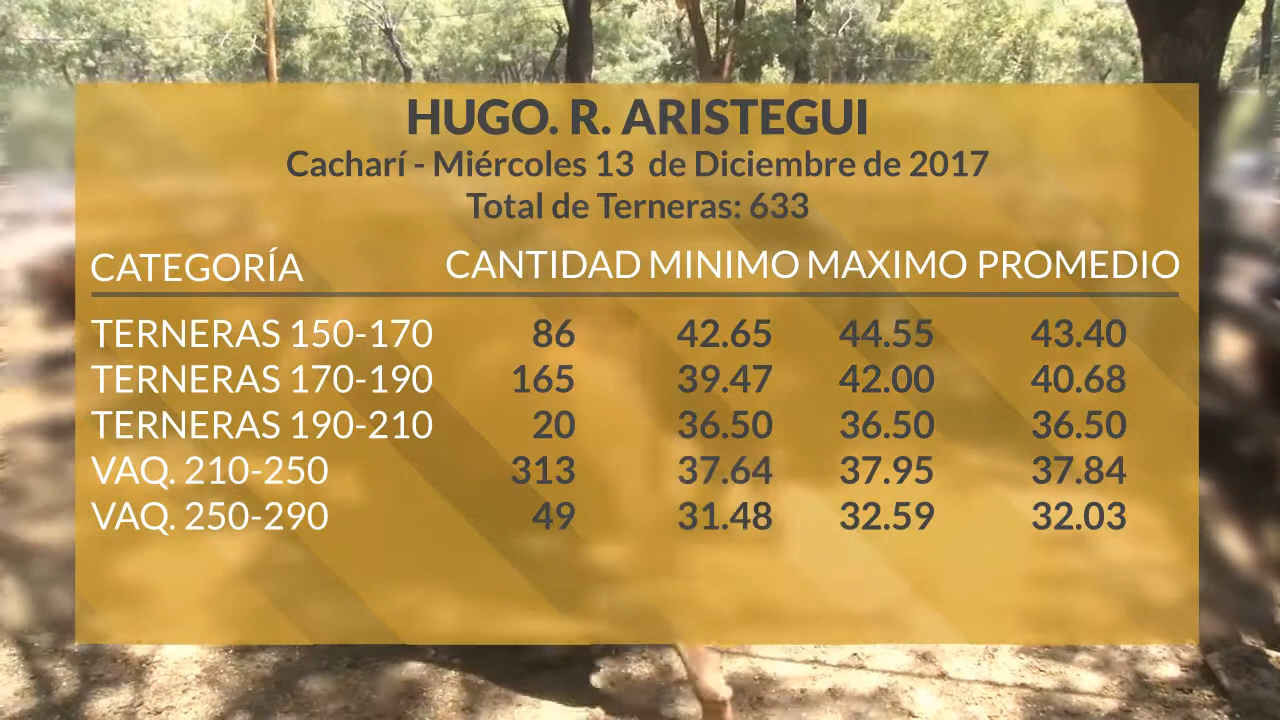 HUGO. R. ARISTEGUI
Cacharí - Miércoles 13 de Diciembre de 2017
Total de Terneras: 633
CATEGORÍA CANTIDAD MINIMO MAXIMO PROMEDIO
TERNERAS 150-170 86 42.65 44.55 43.40
TERNERAS 170-190 165 39.47 42.00 40.68
TERNERAS 190-210 20 36.50 36.50 36.50
VAQ. 210-250 313 37.64 37.95 37.84
VAQ. 250-290 49 31.48 32.59 32.03